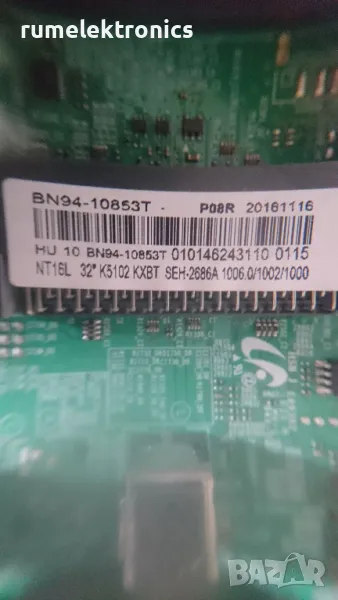 rumelektronics
BN94-10853T - P08R 20161116
HU 10 BN94-10853T 010146243110 0115
NT16L 32" K5102 KXBT SEH-2686A 1006.0/1002/1000
BAZAR